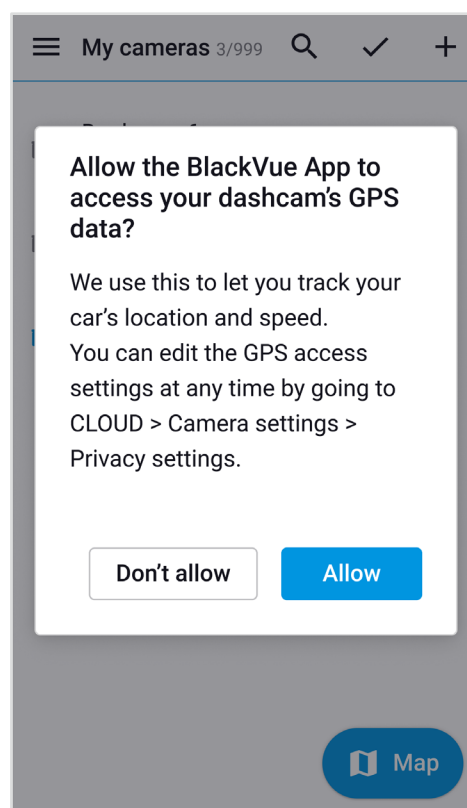 My cameras 3/999
Allow the BlackVue App to
access your dashcam's GPS
data?
We use this to let you track your
car's location and speed.
You can edit the GPS access
settings at any time by going to
CLOUD > Camera settings >
Privacy settings.
Don't allow
Allow
Map